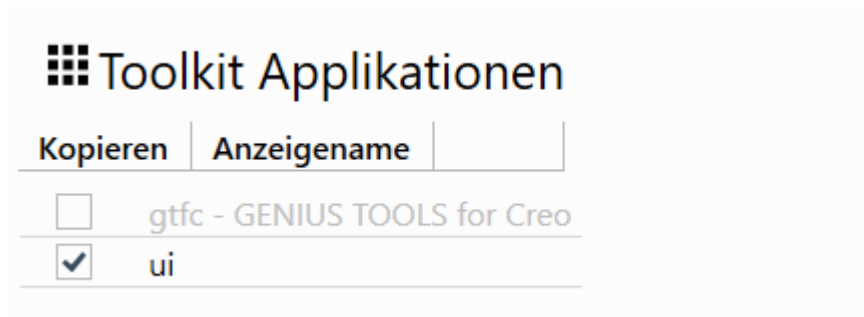 Toolkit Applikationen
Kopieren Anzeigename
gtfc - GENIUS TOOLS for Creo
ui